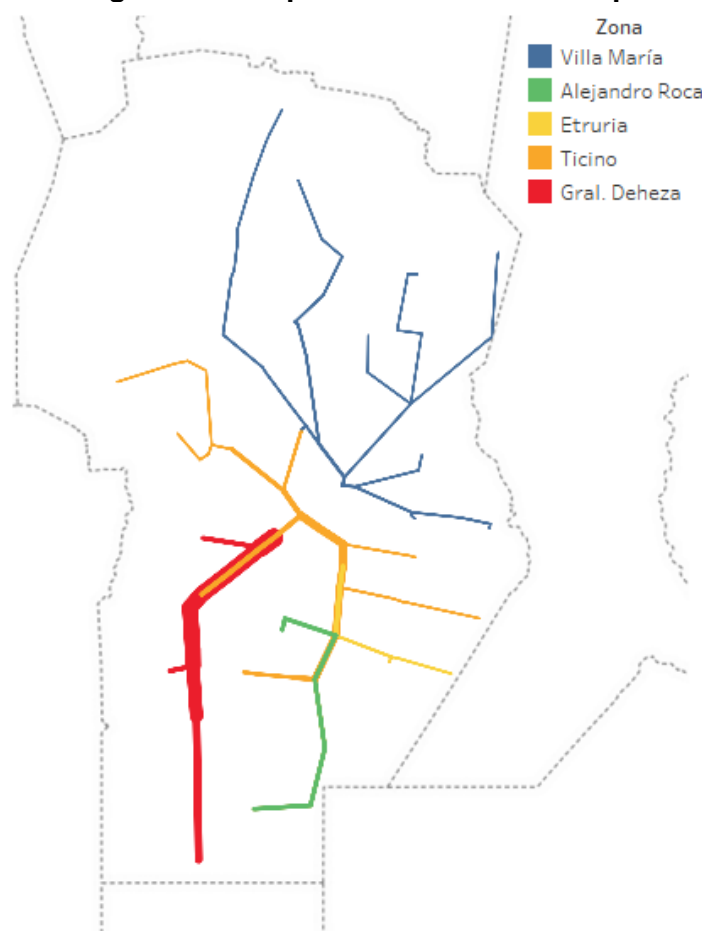 Zona
Villa María
Alejandro Roca
Etruria
Ticino
Gral. Deheza